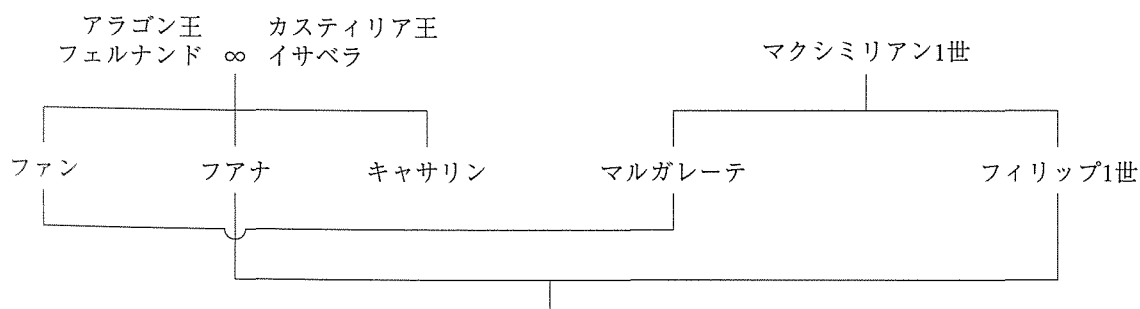 アラゴン王 カスティリア王
フェルナンド ∞ イサベラ
マクシミリアン1世
ファン フアナ キャサリン マルガレーテ フィリップ1世